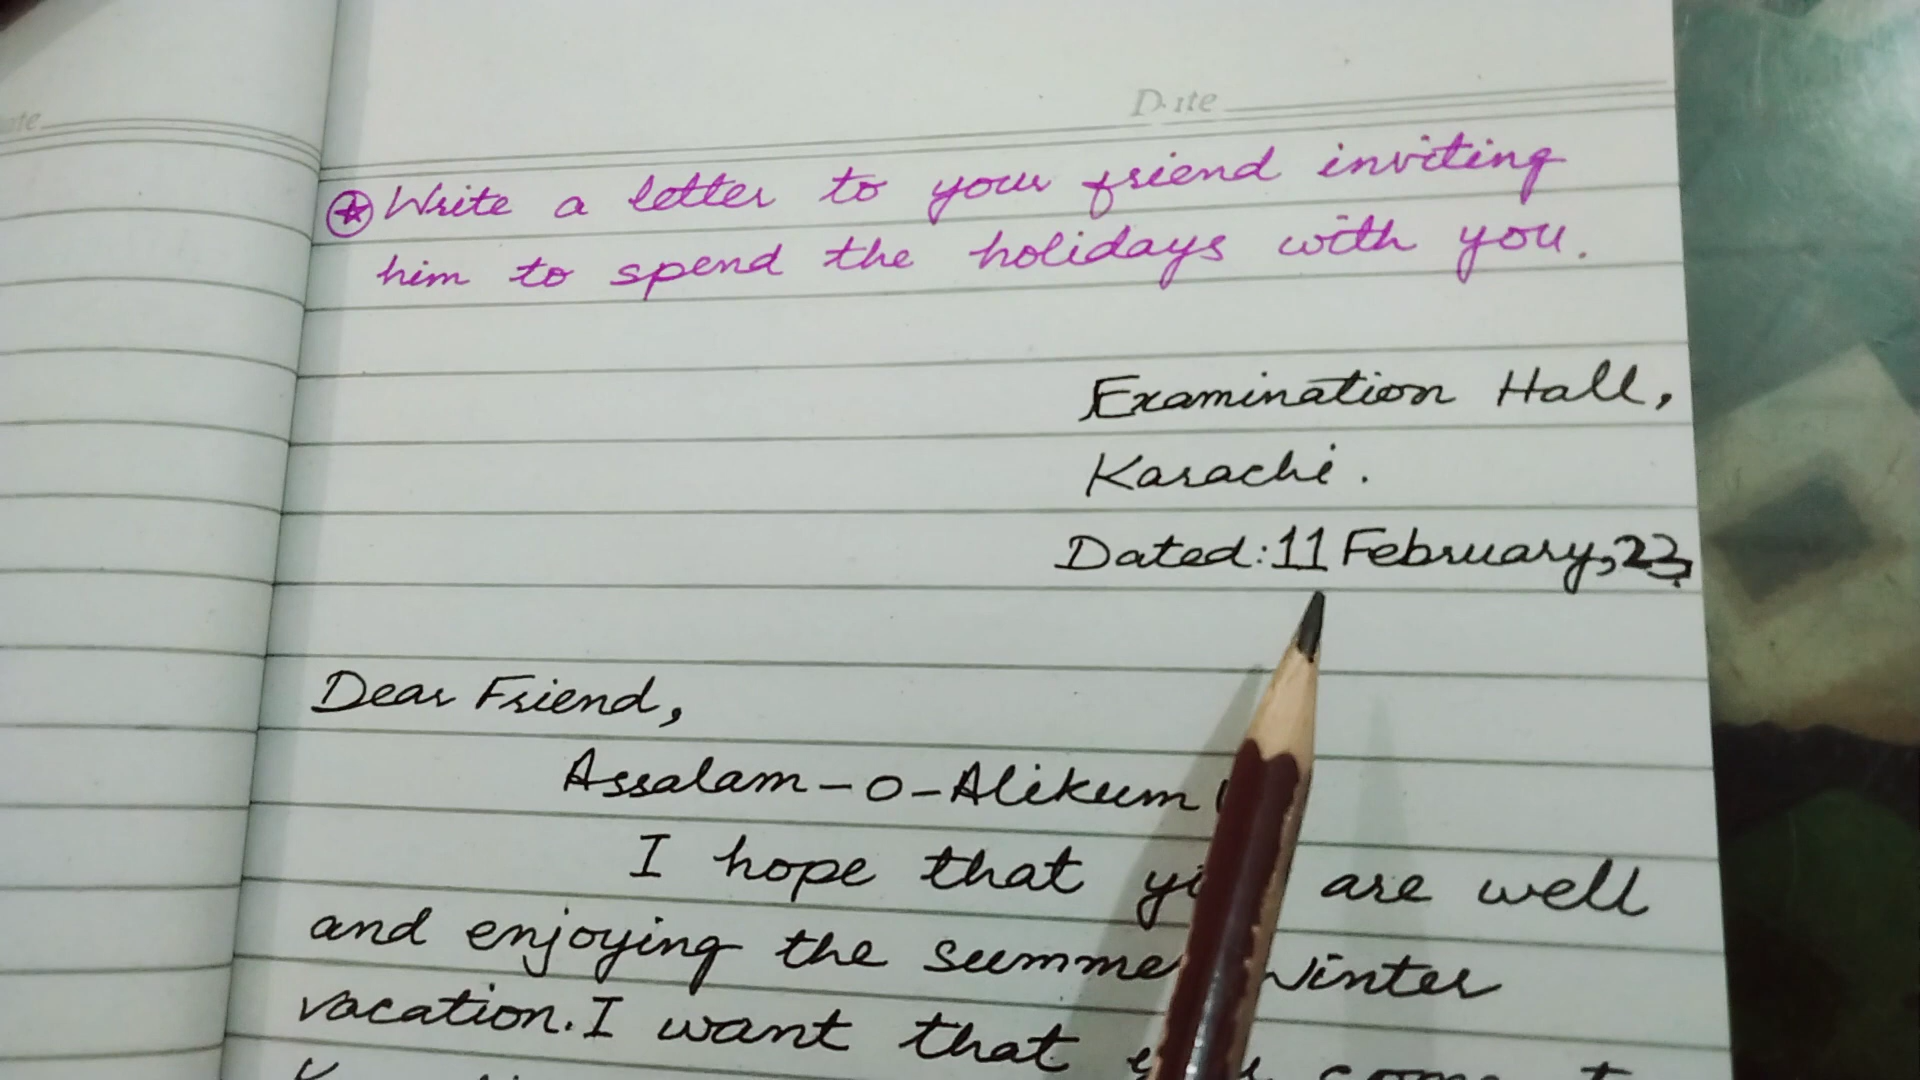 Date
Write a letter to your friend inviting
him to spend the holidays with you.
Examination Hall,
Karachi.
Dated: 11 February, 23
Dear Friend,
Assalam-o-Alikum
I hope that are well
and enjoying the summer winter
vacation. I want that